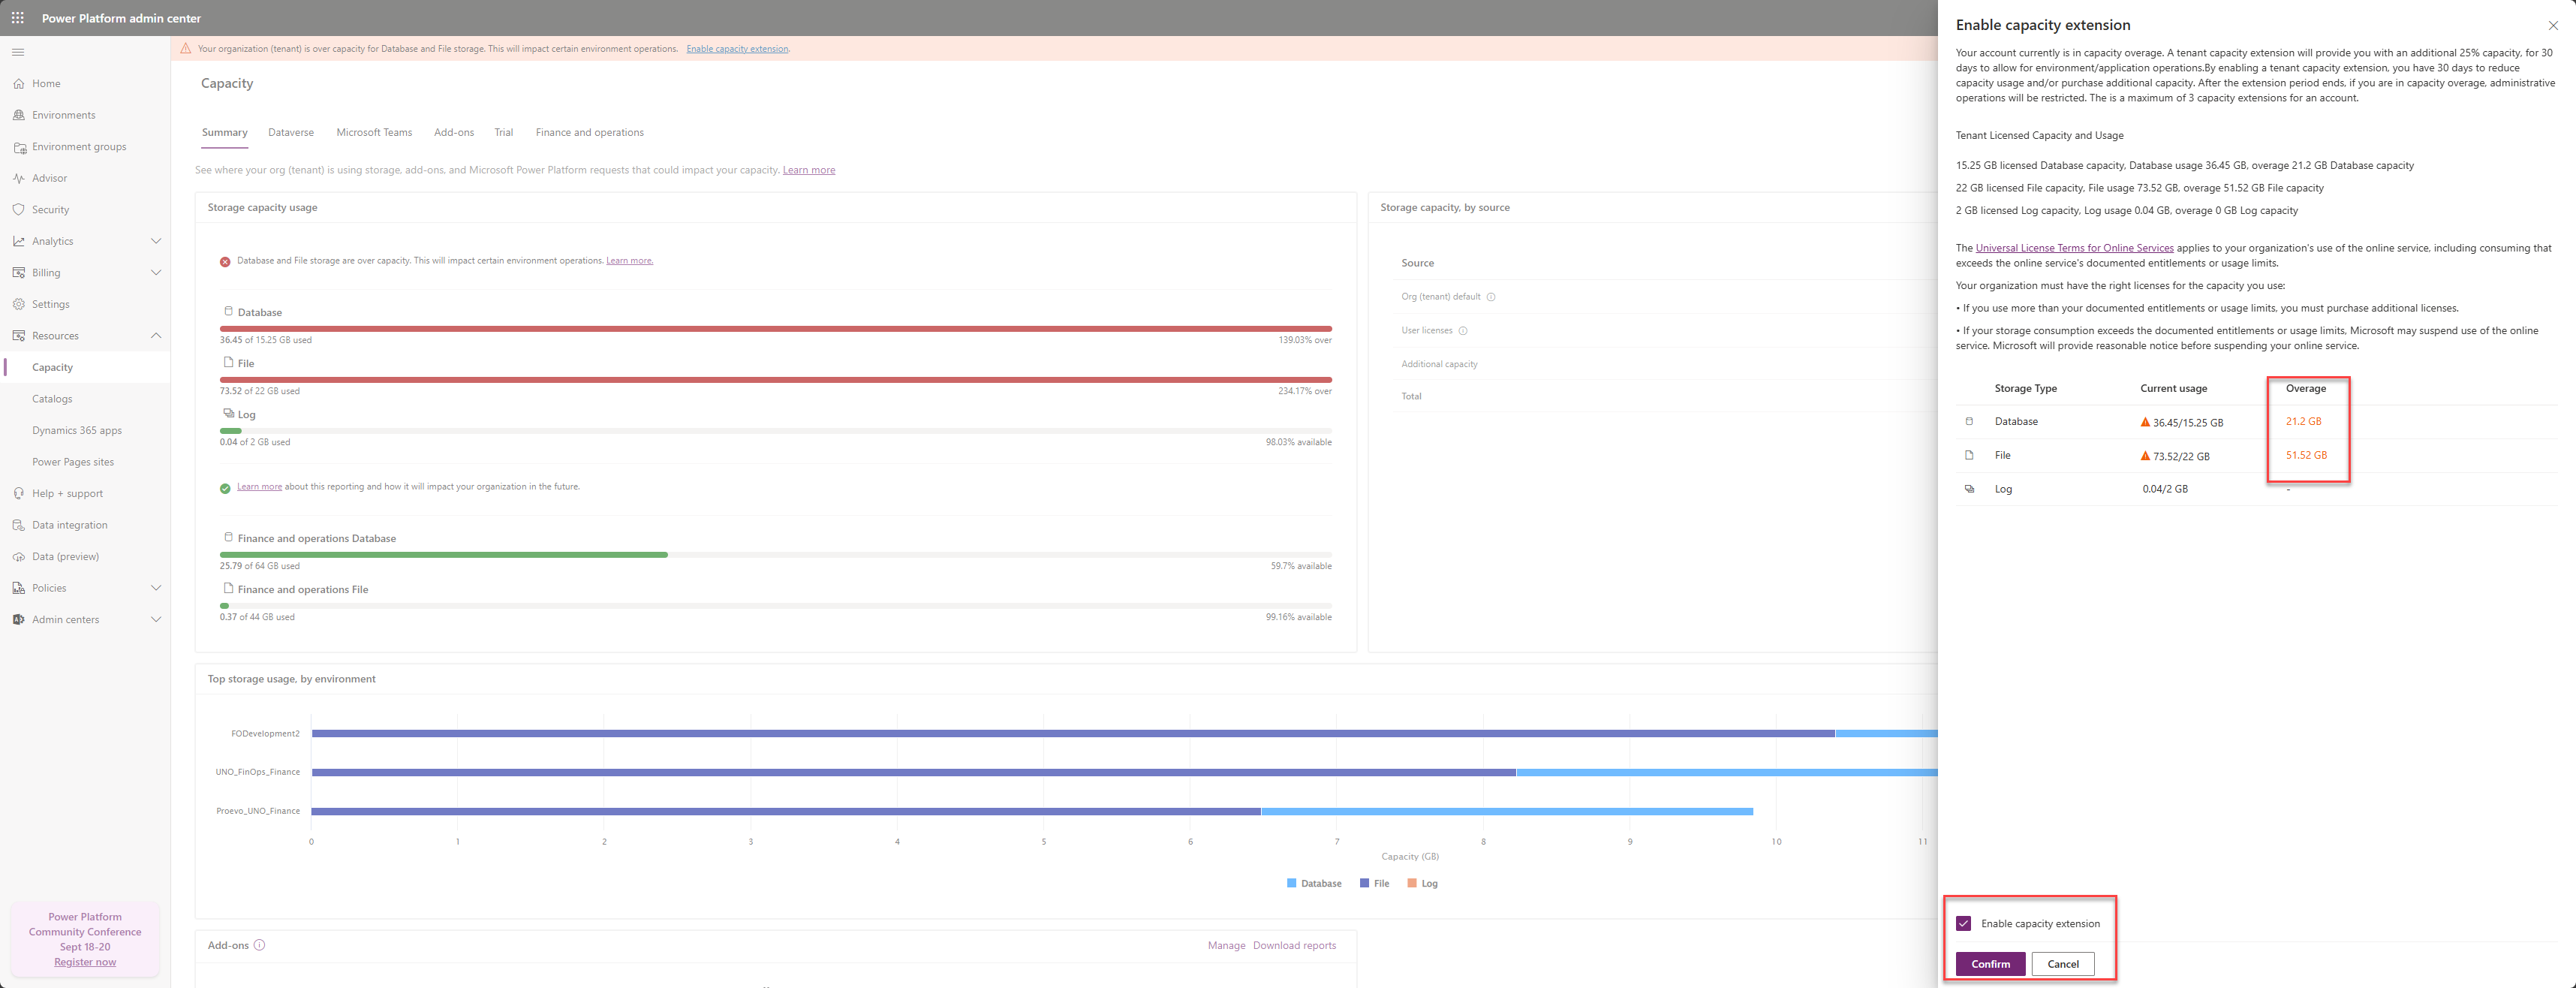 Power Platform admin center
Home
Environments
Environment groups
Advisor
Security
Analytics
Billing
Settings
Resources
Capacity
Catalogs
Dynamics 365 apps
Power Pages sites
Help + support
Data integration
Data (preview)
Policies
Admin centers
Power Platform
Community Conference
Sept 18-20
Register now
Your organization (tenant) is over capacity for Database and File storage. This will impact certain environment operations. Enable capacity extension.
Capacity
Summary Dataverse Microsoft Teams Add-ons Trial Finance and operations
See where your org (tenant) is using storage, add-ons, and Microsoft Power Platform requests that could impact your capacity. Learn more
Storage capacity usage
Database and File storage are over capacity. This will impact certain environment operations. Learn more.
Database
36.45 of 15.25 GB used 139.03% over
File
73.52 of 22 GB used 234.17% over
Log
0.04 of 2 GB used 98.03% available
Learn more about this reporting and how it will impact your organization in the future.
Finance and operations Database
25.79 of 64 GB used 59.7% available
Finance and operations File
0.37 of 44 GB used 99.16% available
Storage capacity, by source
Source
Org (tenant) default
User licenses
Additional capacity
Total
Top storage usage, by environment
FODevelopment2
UNO_FinOps_Finance
Proevo_UNO_Finance
0 1 2 3 4 5 6 7 8 9 10 11
Capacity (GB)
Database File Log
Add-ons Manage Download reports
Enable capacity extension
Your account currently is in capacity overage. A tenant capacity extension will provide you with an additional 25% capacity, for 30
days to allow for environment/application operations.By enabling a tenant capacity extension, you have 30 days to reduce
capacity usage and/or purchase additional capacity. After the extension period ends, if you are in capacity overage, administrative
operations will be restricted. The is a maximum of 3 capacity extensions for an account.
Tenant Licensed Capacity and Usage
15.25 GB licensed Database capacity, Database usage 36.45 GB, overage 21.2 GB Database capacity
22 GB licensed File capacity, File usage 73.52 GB, overage 51.52 GB File capacity
2 GB licensed Log capacity, Log usage 0.04 GB, overage 0 GB Log capacity
The Universal License Terms for Online Services applies to your organization's use of the online service, including consuming that
exceeds the online service's documented entitlements or usage limits.
Your organization must have the right licenses for the capacity you use:
• If you use more than your documented entitlements or usage limits, you must purchase additional licenses.
• If your storage consumption exceeds the documented entitlements or usage limits, Microsoft may suspend use of the online
service. Microsoft will provide reasonable notice before suspending your online service.
Storage Type Current usage Overage
Database 36.45/15.25 GB 21.2 GB
File 73.52/22 GB 51.52 GB
Log 0.04/2 GB -
Enable capacity extension
Confirm Cancel